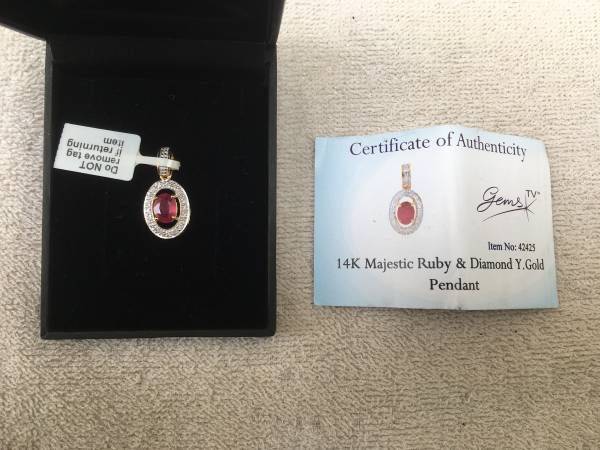 Do NOT
remove tag
if returning
item
Certificate of Authenticity
Gems TV™
Item No: 42425
14K Majestic Ruby & Diamond Y.Gold
Pendant